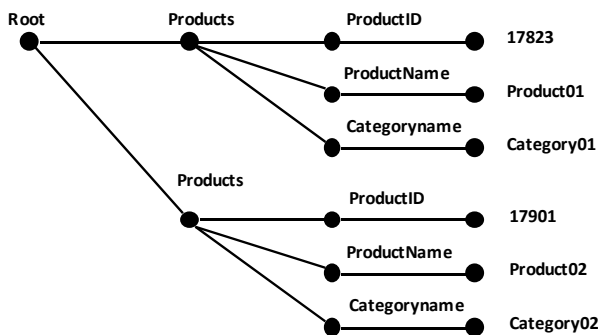 Root Products ProductID 17823
ProductName Product01
Categoryname Category01
Products ProductID 17901
ProductName Product02
Categoryname Category02